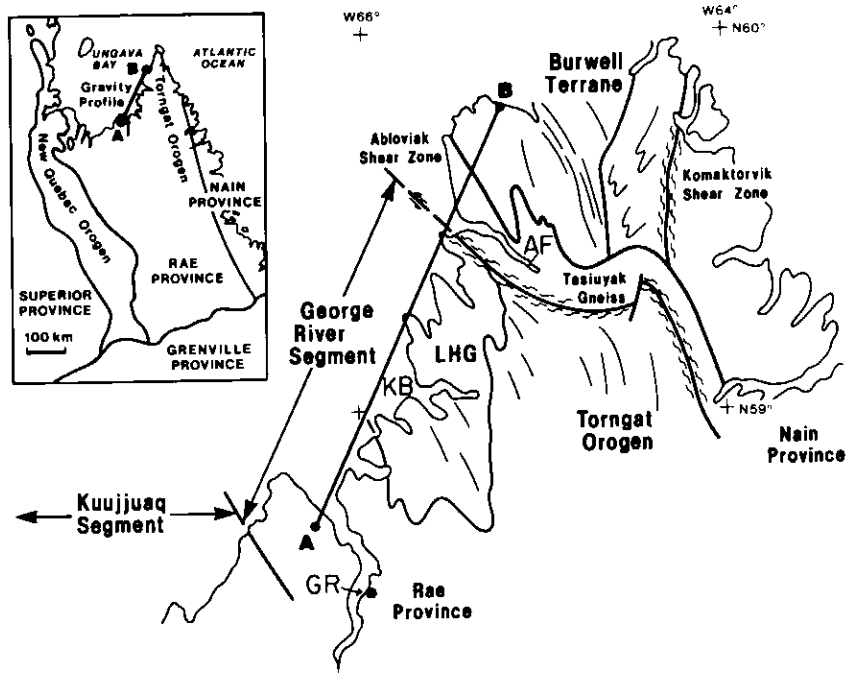 UNGAVA
BAY
ATLANTIC
OCEAN
B
Gravity
Profile
A
Torngat Orogen
New Quebec Orogen
NAIN
PROVINCE
RAE
PROVINCE
SUPERIOR
PROVINCE
100 km
GRENVILLE
PROVINCE
W66°
W64°
N60°
Burwell
Terrane
B
Abloviak
Shear Zone
Komaktorvik
Shear Zone
AF
Tasiuyak
Gneiss
George
River
Segment
LHG
KB
N59°
Torngat
Orogen
Nain
Province
Kuujjuaq
Segment
A
GR
Rae
Province